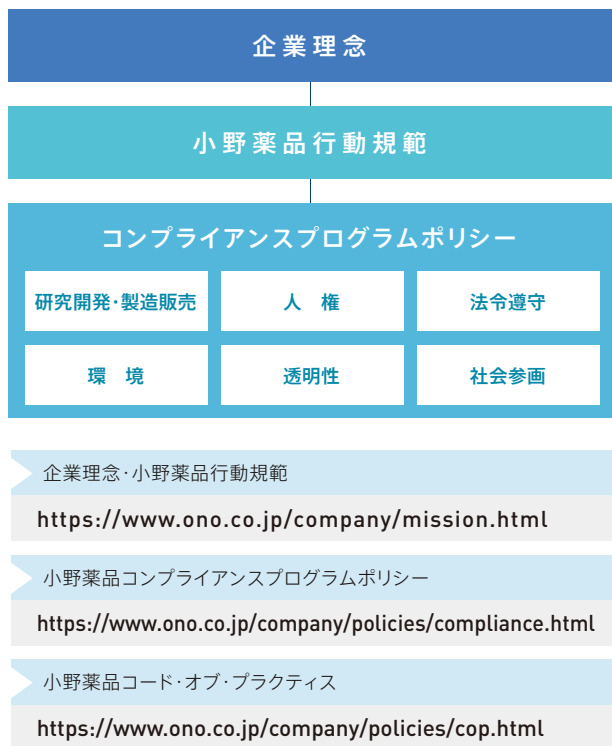 企業理念
小野薬品行動規範
コンプライアンスプログラムポリシー
研究開発・製造販売
人　権
法令遵守
環　境
透明性
社会参画
企業理念・小野薬品行動規範
https://www.ono.co.jp/company/mission.html
小野薬品コンプライアンスプログラムポリシー
https://www.ono.co.jp/company/policies/compliance.html
小野薬品コード・オブ・プラクティス
https://www.ono.co.jp/company/policies/cop.html